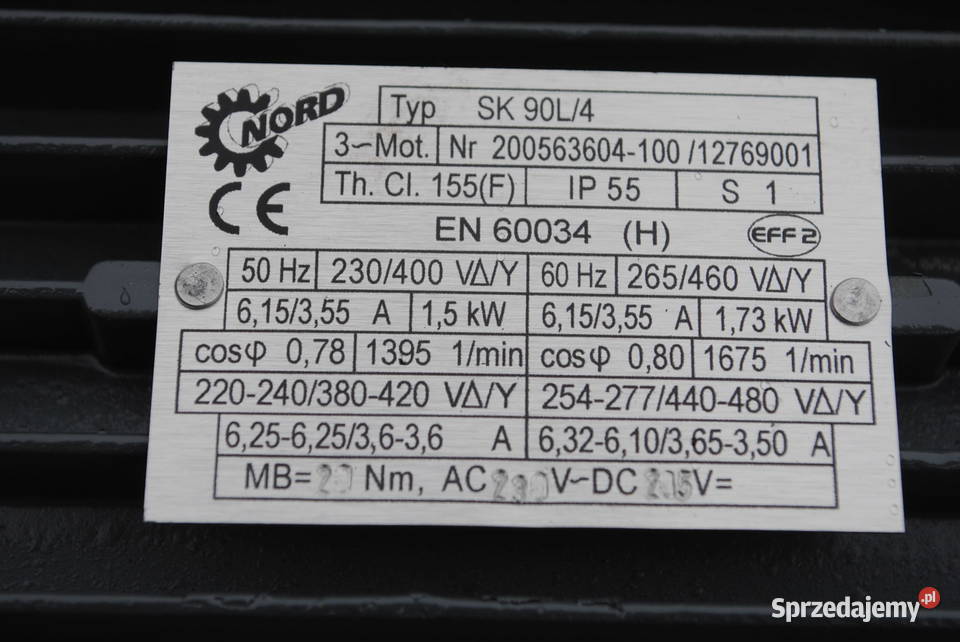 NORD
Typ SK 90L/4
3~Mot. Nr 200563604-100 /12769001
Th. Cl. 155(F) IP 55 S 1
CE
EN 60034 (H) EFF 2
50 Hz 230/400 VΔ/Y 60 Hz 265/460 VΔ/Y
6,15/3,55 A 1,5 kW 6,15/3,55 A 1,73 kW
cosφ 0,78 1395 1/min cosφ 0,80 1675 1/min
220-240/380-420 VΔ/Y 254-277/440-480 VΔ/Y
6,25-6,25/3,6-3,6 A 6,32-6,10/3,65-3,50 A
MB=20 Nm, AC 230V~DC 205V=
Sprzedajemy.pl